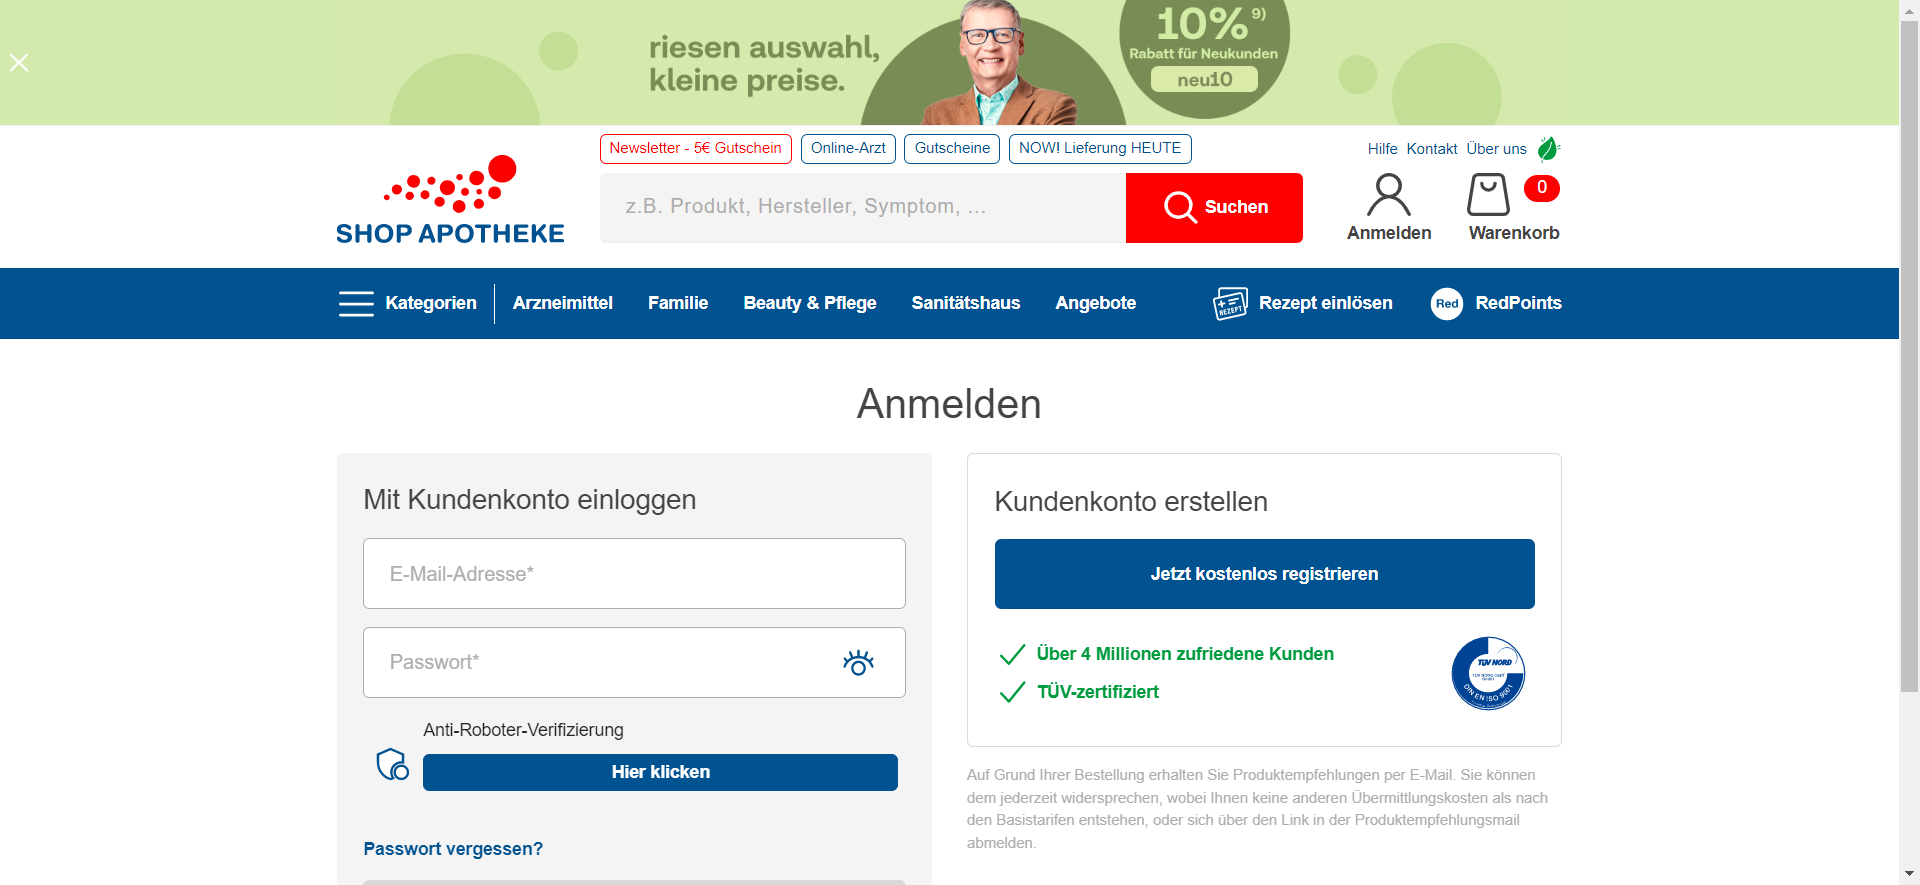 riesen auswahl,
kleine preise.
10% 9)
Rabatt für Neukunden
neu10
Newsletter - 5€ Gutschein
Online-Arzt
Gutscheine
NOW! Lieferung HEUTE
Hilfe
Kontakt
Über uns
SHOP APOTHEKE
z.B. Produkt, Hersteller, Symptom, ...
Suchen
Anmelden
0
Warenkorb
Kategorien
Arzneimittel
Familie
Beauty & Pflege
Sanitätshaus
Angebote
REZEPT
Rezept einlösen
Red
RedPoints
Anmelden
Mit Kundenkonto einloggen
E-Mail-Adresse*
Passwort*
Anti-Roboter-Verifizierung
Hier klicken
Passwort vergessen?
Kundenkonto erstellen
Jetzt kostenlos registrieren
Über 4 Millionen zufriedene Kunden
TÜV-zertifiziert
TÜV NORD
TÜV NORD CERT
GmbH
DIN EN ISO 9001
Auf Grund Ihrer Bestellung erhalten Sie Produktempfehlungen per E-Mail. Sie können
dem jederzeit widersprechen, wobei Ihnen keine anderen Übermittlungskosten als nach
den Basistarifen entstehen, oder sich über den Link in der Produktempfehlungsmail
abmelden.